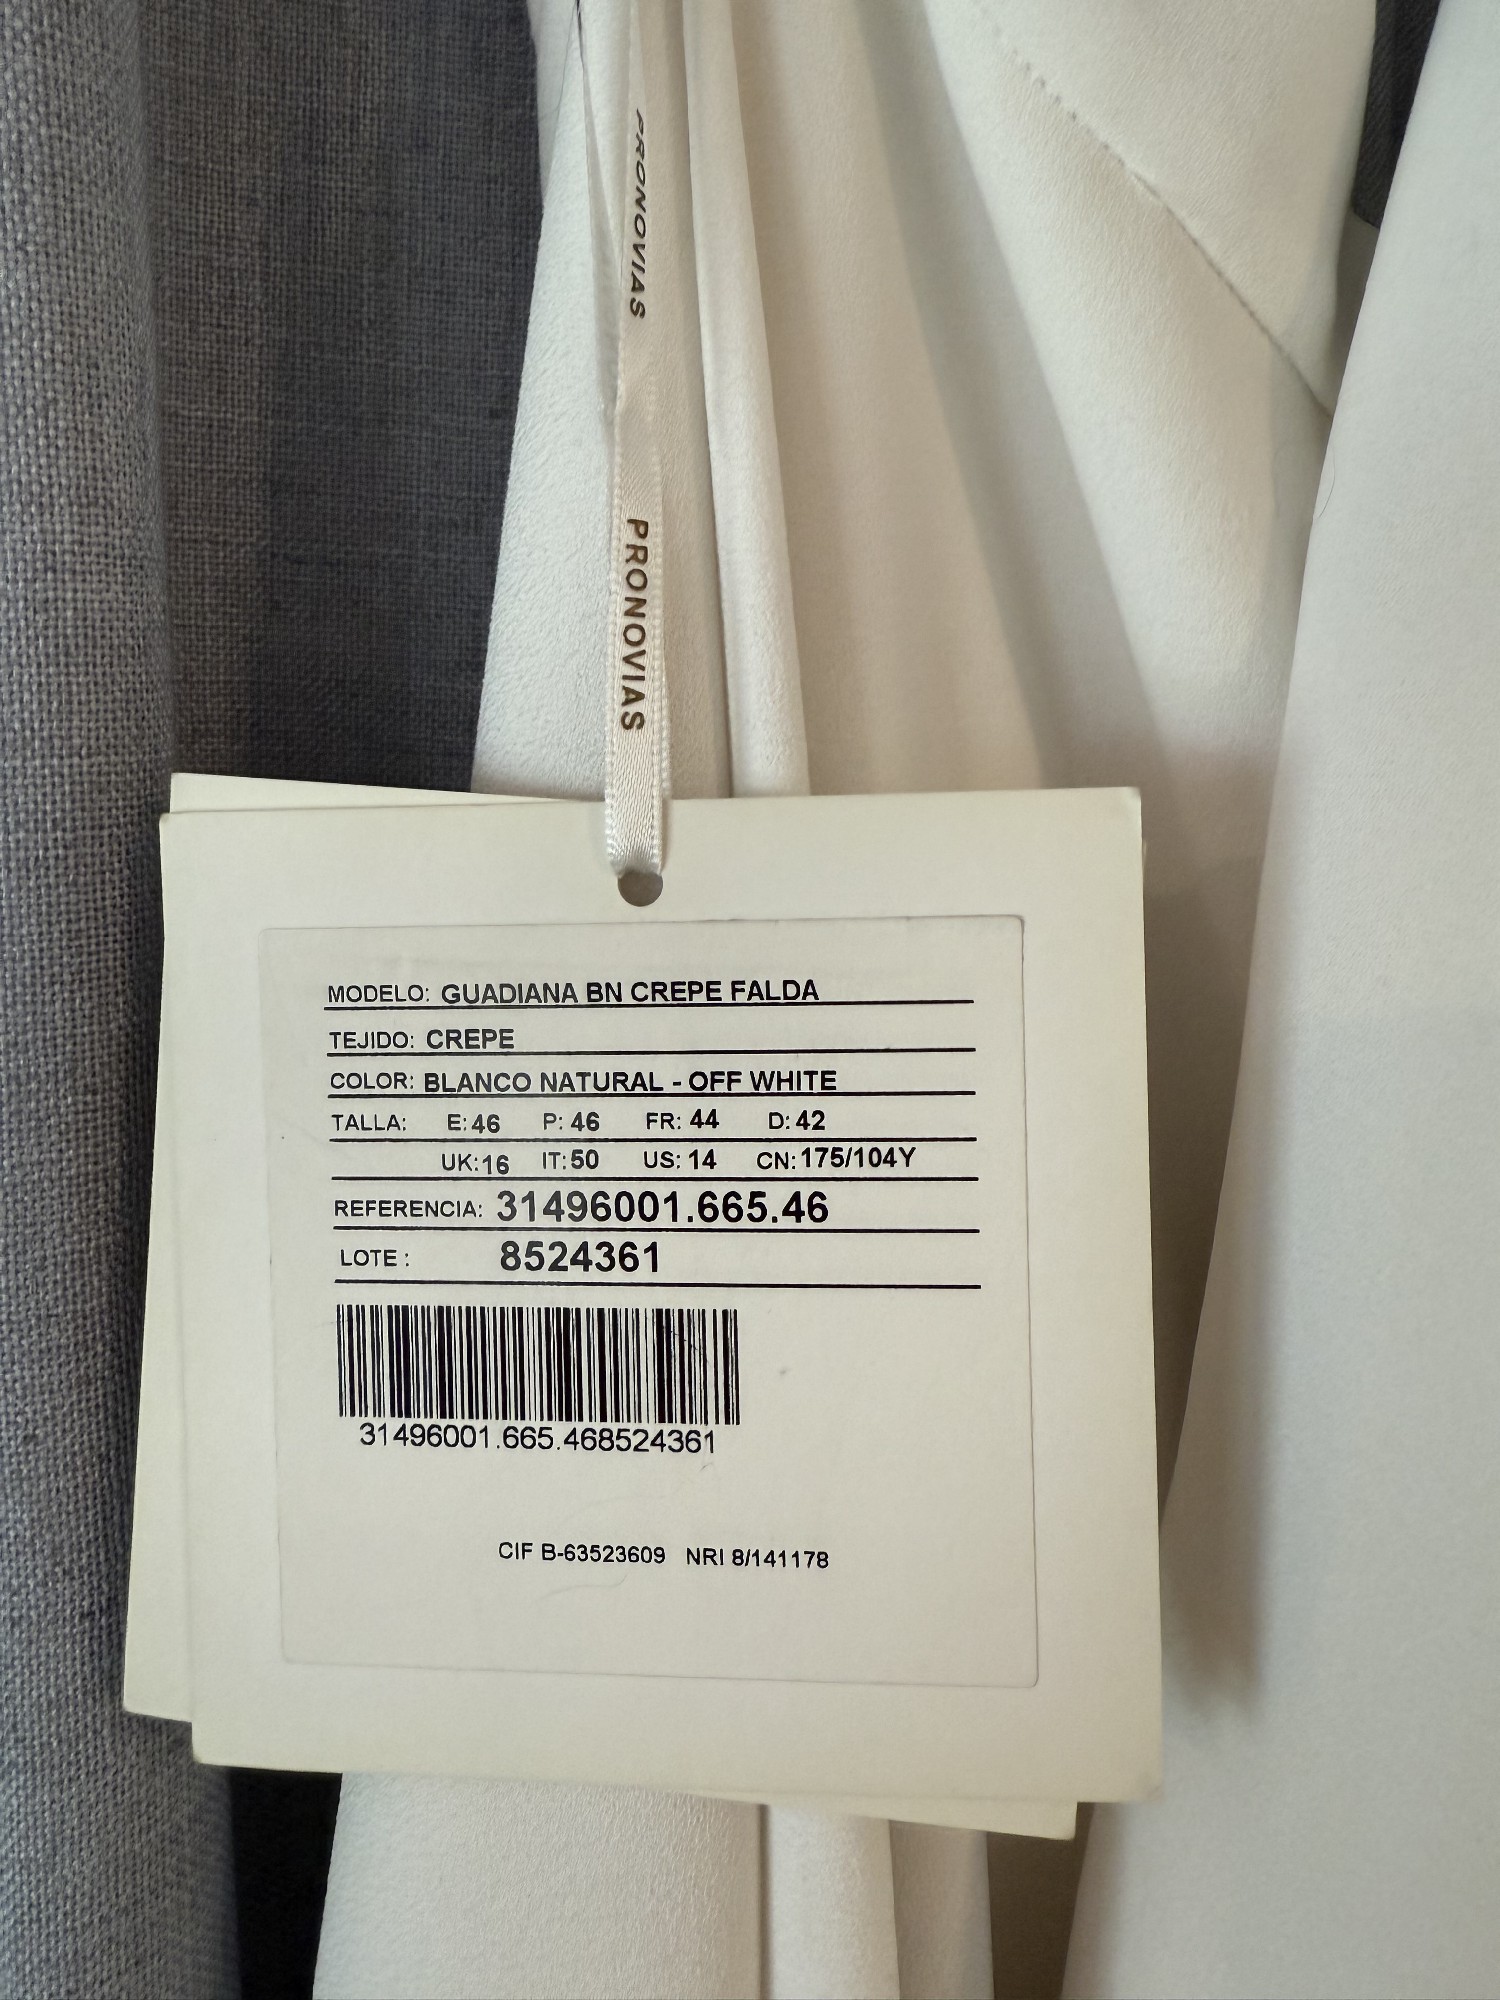 PRONOVIAS
PRONOVIAS
MODELO: GUADIANA BN CREPE FALDA
TEJIDO: CREPE
COLOR: BLANCO NATURAL - OFF WHITE
TALLA: E: 46 P: 46 FR: 44 D: 42
UK: 16 IT: 50 US: 14 CN: 175/104Y
REFERENCIA: 31496001.665.46
LOTE : 8524361
31496001.665.468524361
CIF B-63523609 NRI 8/141178